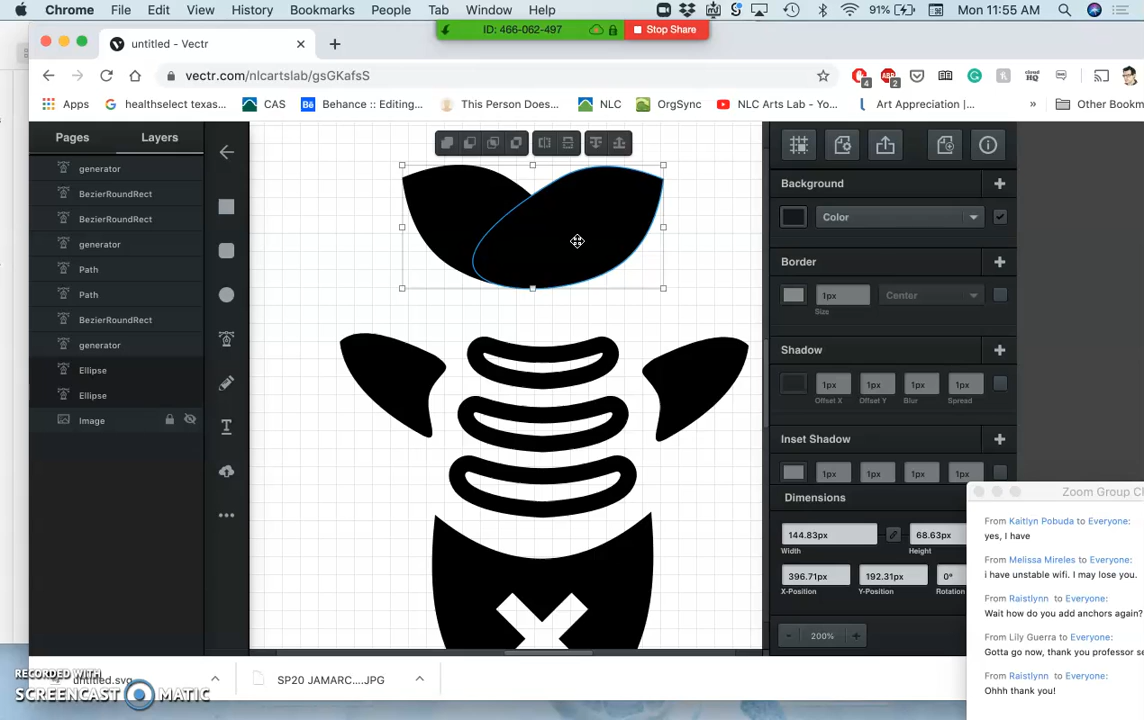 Chrome File Edit View History Bookmarks People Tab Window Help 91% Mon 11:55 AM
ID: 466-062-497 Stop Share
untitled - Vectr
vectr.com/nlcartslab/gsGKafsS
4 2 cloud HQ
Apps healthselect texas... CAS Behance :: Editing... This Person Does... NLC OrgSync NLC Arts Lab - Yo... Art Appreciation |... » Other Bookm
Pages Layers
generator
BezierRoundRect
BezierRoundRect
generator
Path
Path
BezierRoundRect
generator
Ellipse
Ellipse
Image
Background
Color
Border
1px Center
Size
Shadow
1px 1px 1px 1px
Offset X Offset Y Blur Spread
Inset Shadow
1px 1px 1px 1px
Dimensions
144.83px 68.63px
Width Height
396.71px 192.31px 0°
X-Position Y-Position Rotation
- 200% +
Zoom Group Cl
From Kaitlyn Pobuda to Everyone:
yes, I have
From Melissa Mireles to Everyone:
i have unstable wifi. I may lose you.
From Raistlynn to Everyone:
Wait how do you add anchors again?
From Lily Guerra to Everyone:
Gotta go now, thank you professor se
From Raistlynn to Everyone:
Ohhh thank you!
untitled.svg SP20 JAMARC....JPG
RECORDED WITH
SCREENCAST MATIC